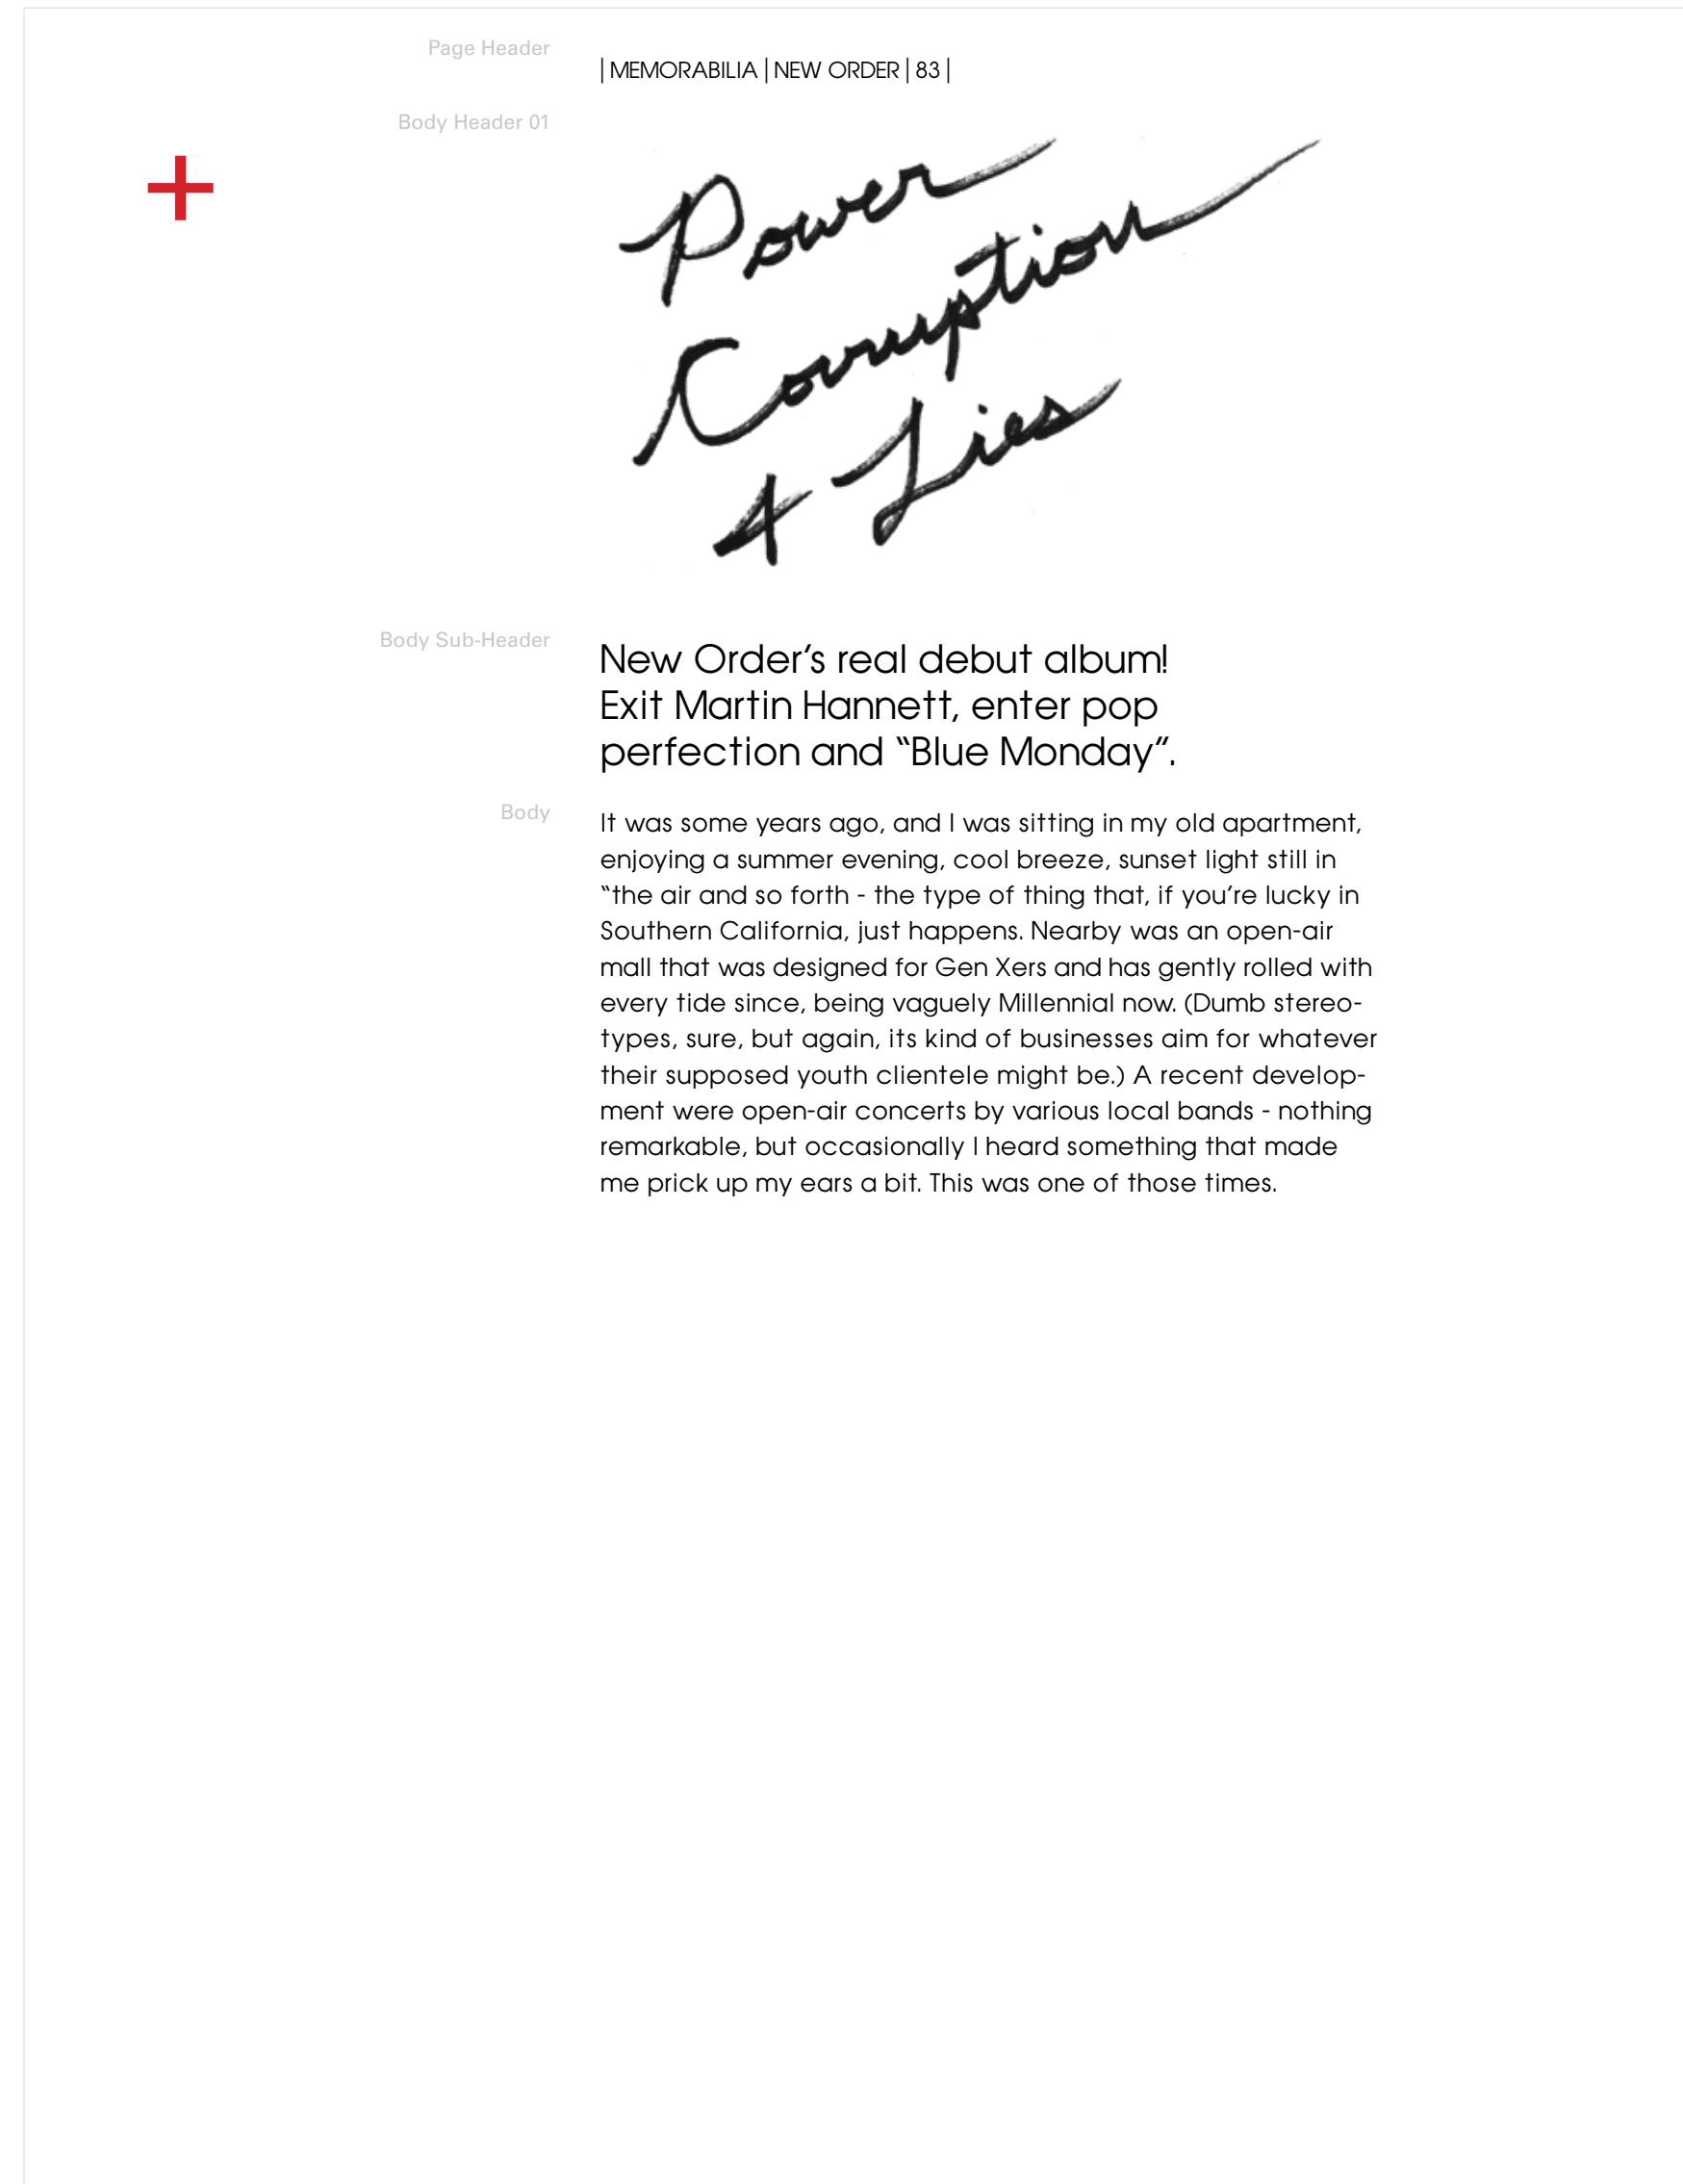 Page Header
| MEMORABILIA | NEW ORDER | 83 |
Body Header 01
Power
Corruption
& Lies
Body Sub-Header
New Order’s real debut album!
Exit Martin Hannett, enter pop
perfection and “Blue Monday”.
Body
It was some years ago, and I was sitting in my old apartment,
enjoying a summer evening, cool breeze, sunset light still in
“the air and so forth - the type of thing that, if you’re lucky in
Southern California, just happens. Nearby was an open-air
mall that was designed for Gen Xers and has gently rolled with
every tide since, being vaguely Millennial now. (Dumb stereo-
types, sure, but again, its kind of businesses aim for whatever
their supposed youth clientele might be.) A recent develop-
ment were open-air concerts by various local bands - nothing
remarkable, but occasionally I heard something that made
me prick up my ears a bit. This was one of those times.